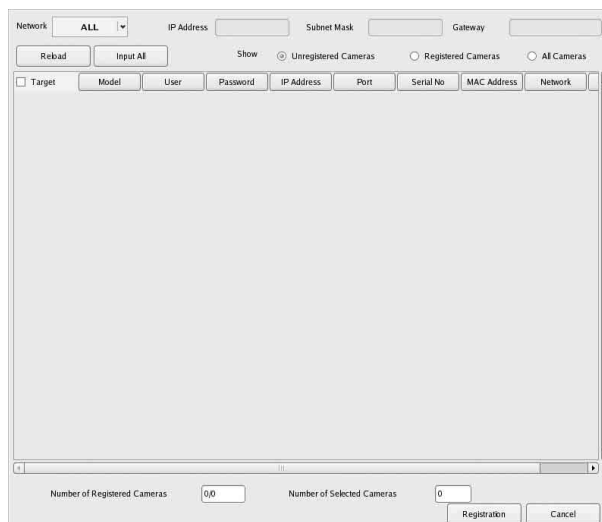 Network ALL IP Address Subnet Mask Gateway
Reload Input All Show Unregistered Cameras Registered Cameras All Cameras
Target Model User Password IP Address Port Serial No MAC Address Network
Number of Registered Cameras 0/0 Number of Selected Cameras 0
Registration Cancel